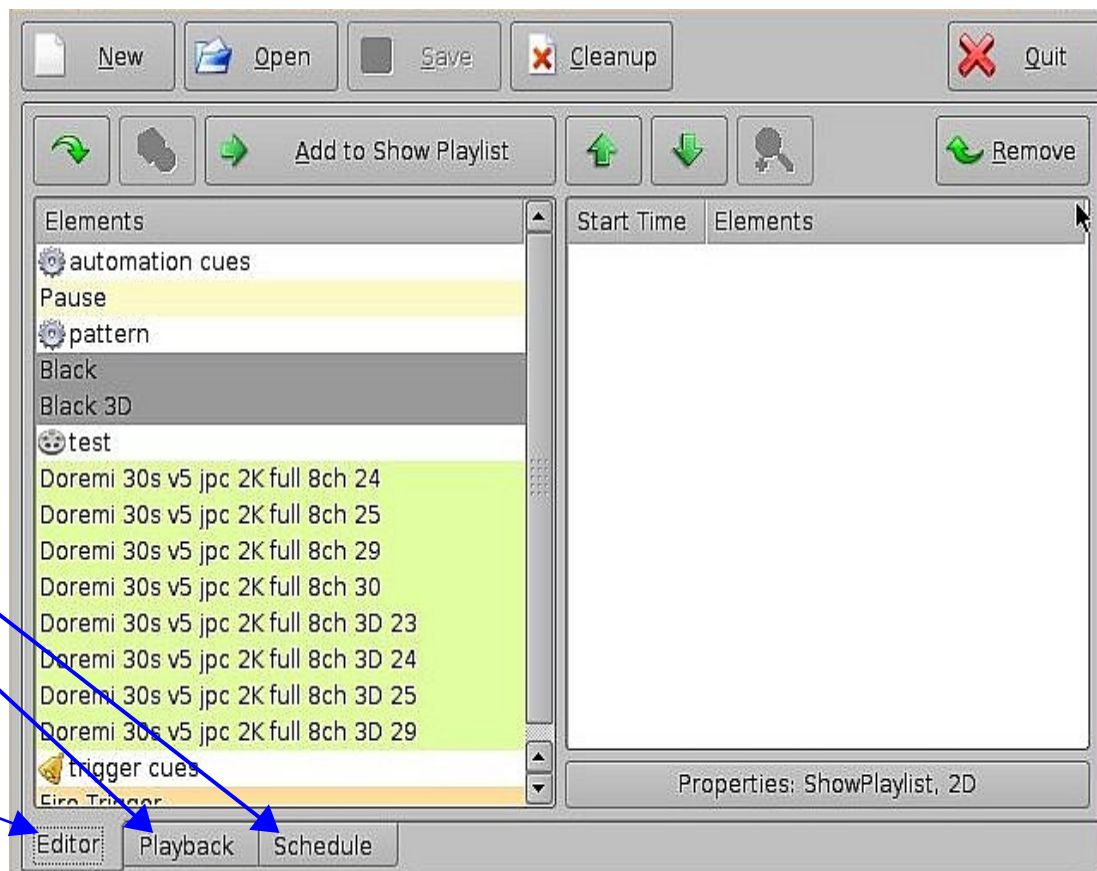 New Open Save Cleanup Quit
Add to Show Playlist Remove
Elements
automation cues
Pause
pattern
Black
Black 3D
test
Doremi 30s v5 jpc 2K full 8ch 24
Doremi 30s v5 jpc 2K full 8ch 25
Doremi 30s v5 jpc 2K full 8ch 29
Doremi 30s v5 jpc 2K full 8ch 30
Doremi 30s v5 jpc 2K full 8ch 3D 23
Doremi 30s v5 jpc 2K full 8ch 3D 24
Doremi 30s v5 jpc 2K full 8ch 3D 25
Doremi 30s v5 jpc 2K full 8ch 3D 29
trigger cues
Fire Trigger
Start Time Elements
Properties: ShowPlaylist, 2D
Editor Playback Schedule